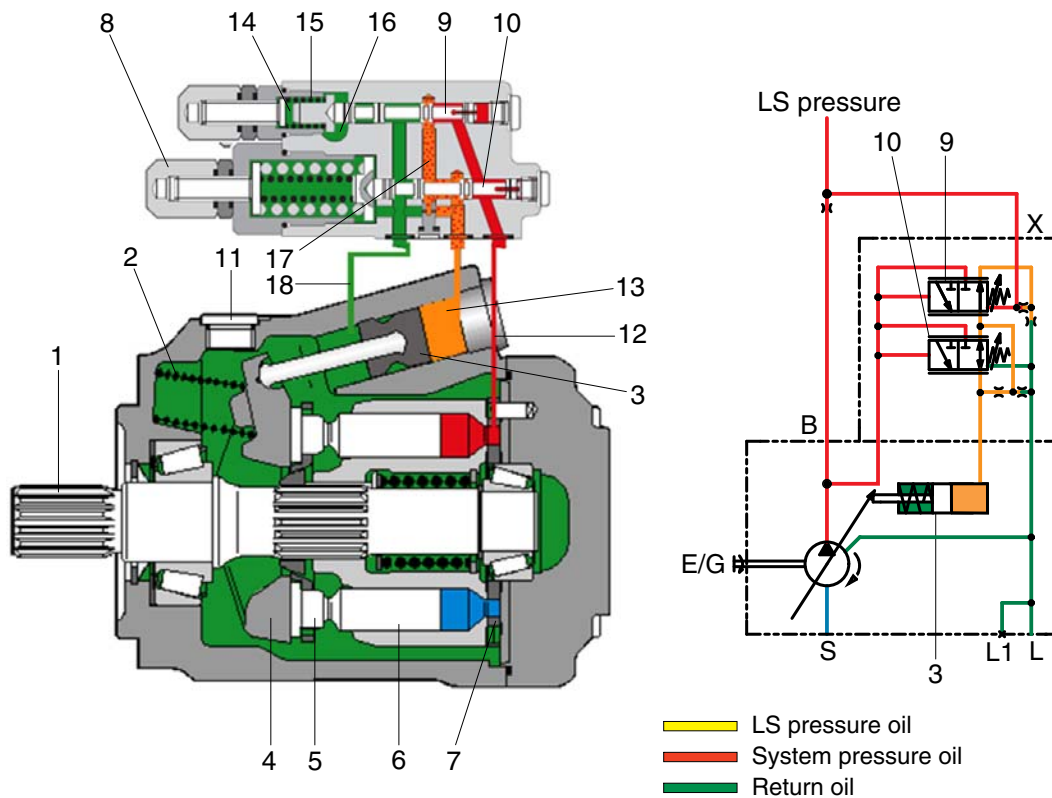 8
14
15
16
9
10
LS pressure
10
9
X
2
11
17
18
13
12
1
3
B
E/G
S
L1
L
3
4
5
6
7
LS pressure oil
System pressure oil
Return oil